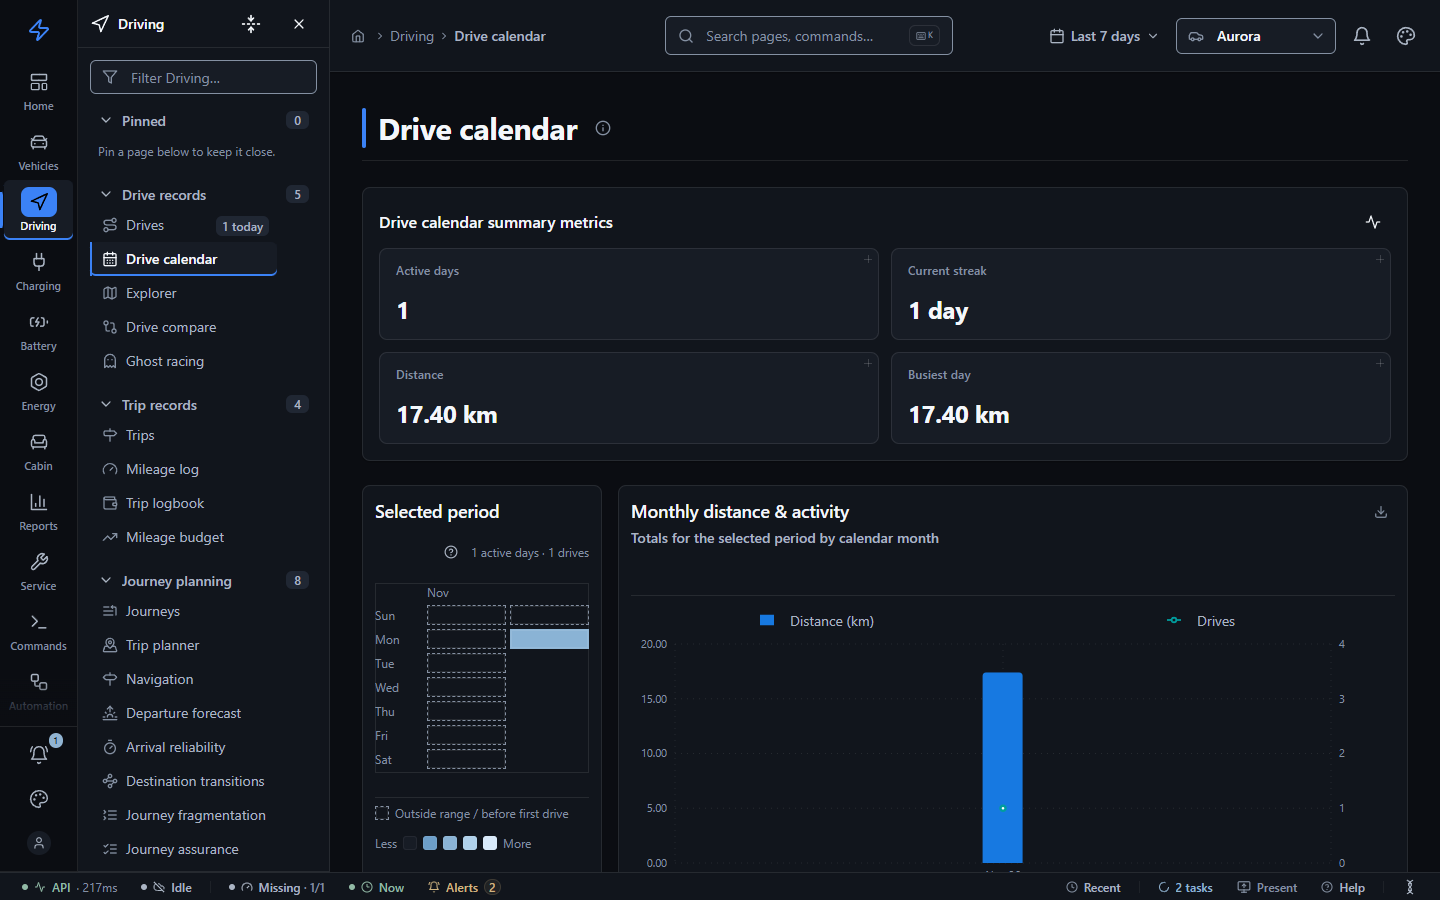 Driving
Home
Vehicles
Driving
Charging
Battery
Energy
Cabin
Reports
Service
Commands
Automation
1
Filter Driving...
Pinned 0
Pin a page below to keep it close.
Drive records 5
Drives 1 today
Drive calendar
Explorer
Drive compare
Ghost racing
Trip records 4
Trips
Mileage log
Trip logbook
Mileage budget
Journey planning 8
Journeys
Trip planner
Navigation
Departure forecast
Arrival reliability
Destination transitions
Journey fragmentation
Journey assurance
Driving Drive calendar
Search pages, commands... K
Last 7 days
Aurora
Drive calendar
Drive calendar summary metrics
Active days
1
Current streak
1 day
Distance
17.40 km
Busiest day
17.40 km
Selected period
1 active days · 1 drives
Nov
Sun
Mon
Tue
Wed
Thu
Fri
Sat
Outside range / before first drive
Less More
Monthly distance & activity
Totals for the selected period by calendar month
Distance (km) Drives
20.00 4
15.00 3
10.00 2
5.00 1
0.00 0
API · 217ms
Idle
Missing · 1/1
Now
Alerts 2
Recent
2 tasks
Present
Help